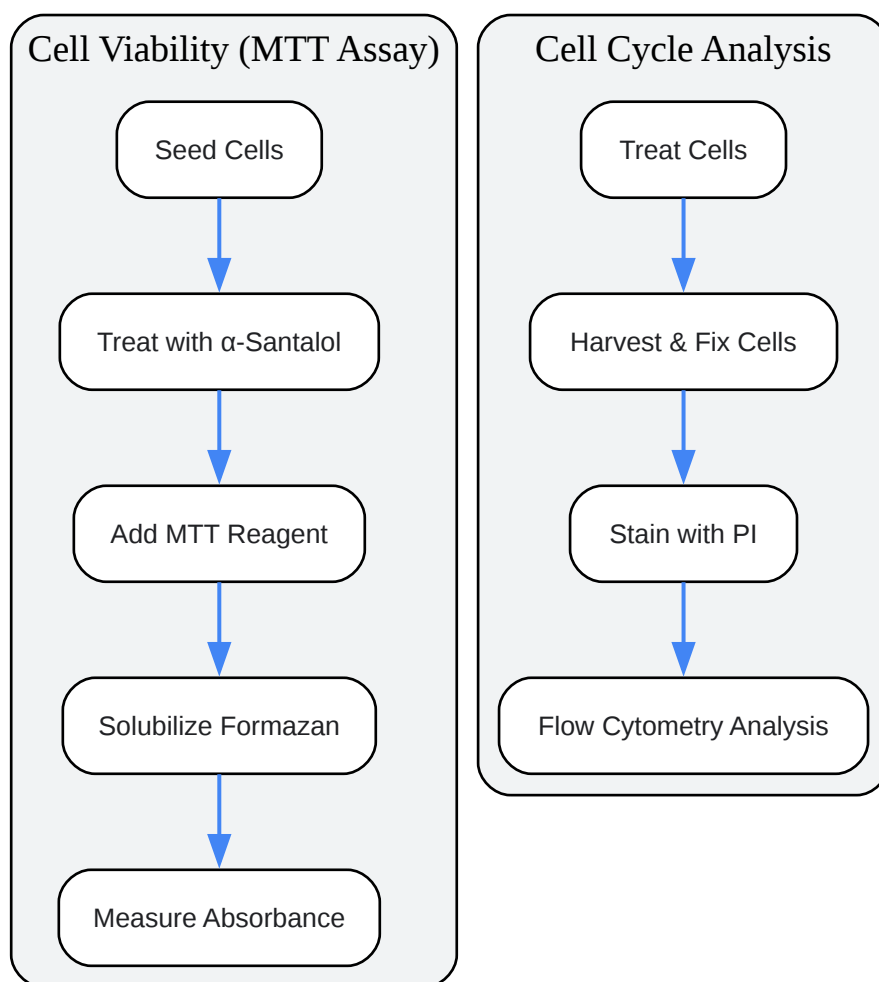 Cell Viability (MTT Assay)
Seed Cells
Treat with α-Santalol
Add MTT Reagent
Solubilize Formazan
Measure Absorbance
Cell Cycle Analysis
Treat Cells
Harvest & Fix Cells
Stain with PI
Flow Cytometry Analysis